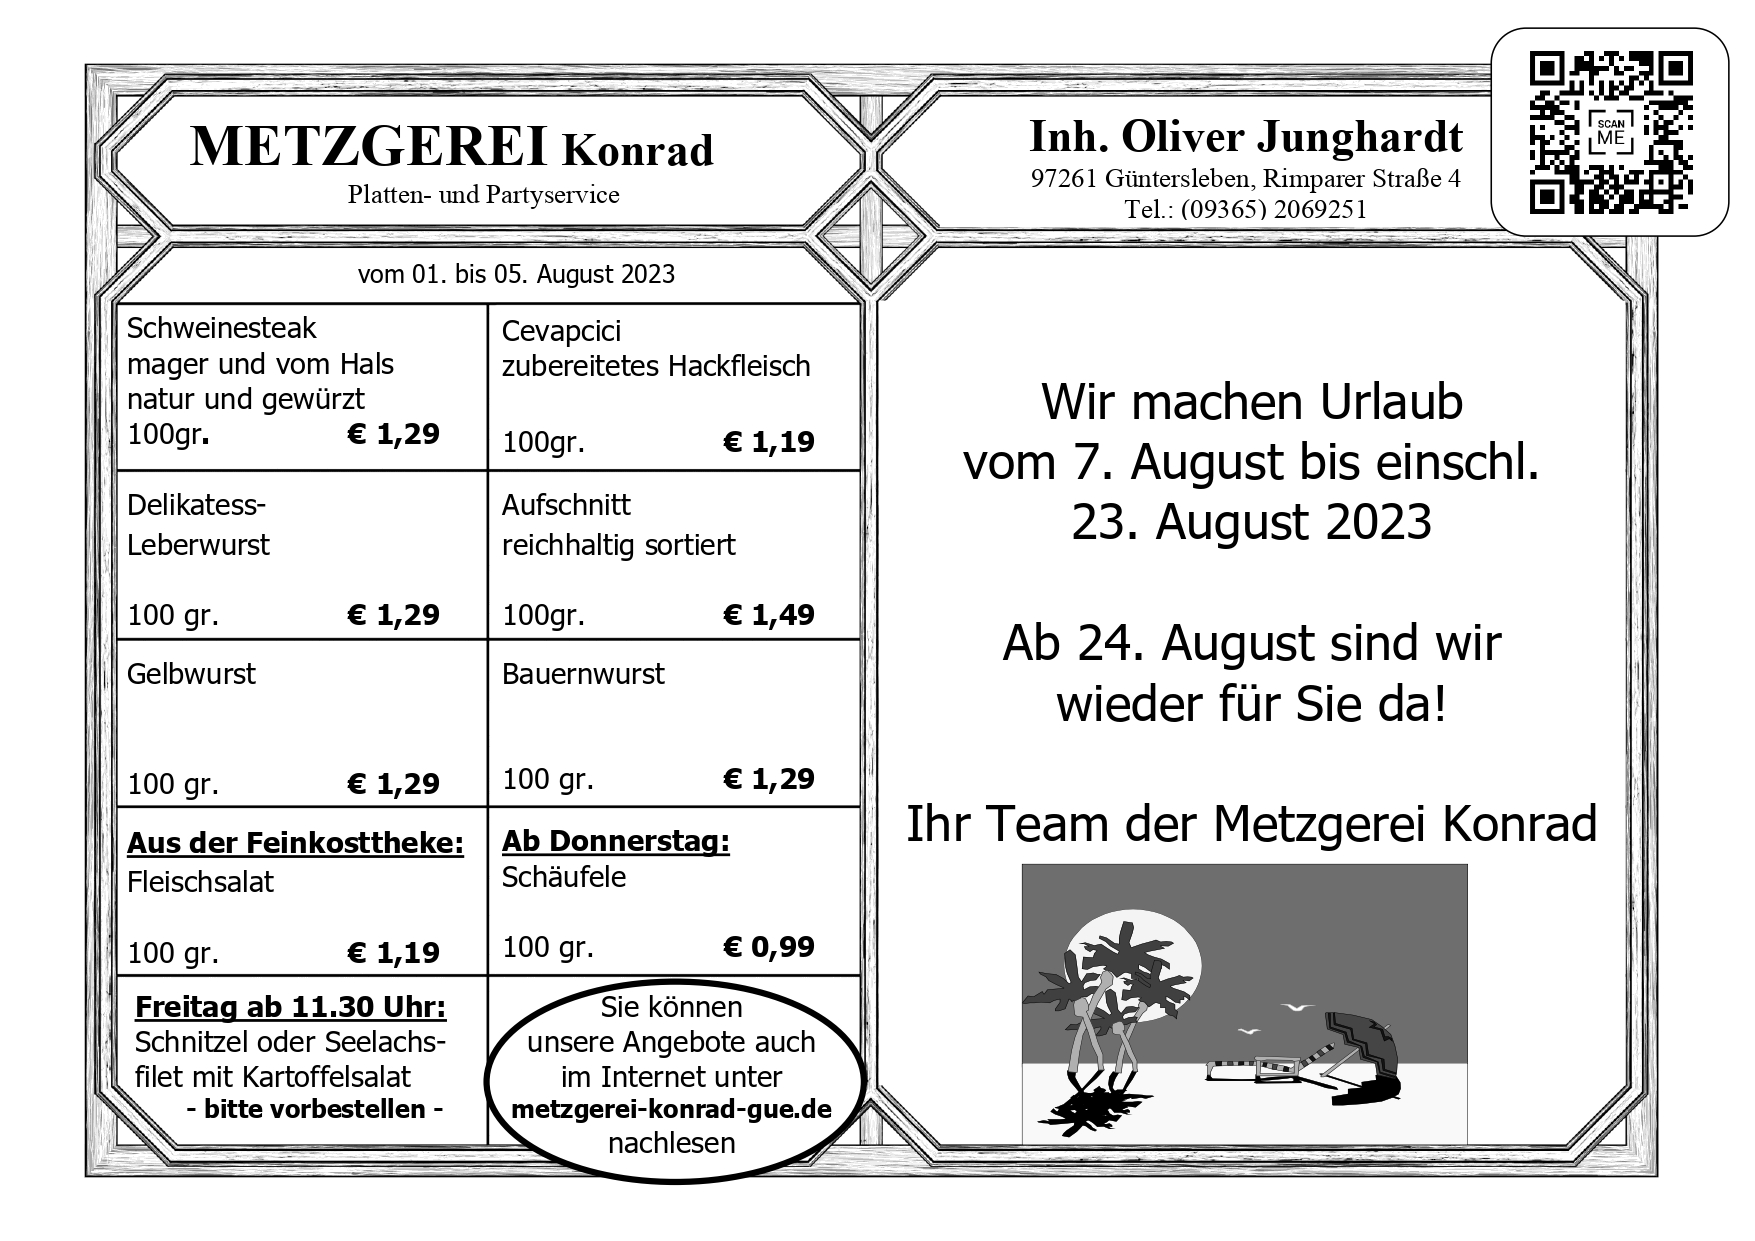 METZGEREI Konrad
Platten- und Partyservice
Inh. Oliver Junghardt
97261 Güntersleben, Rimparer Straße 4
Tel.: (09365) 2069251
SCAN
ME
vom 01. bis 05. August 2023
Schweinesteak
mager und vom Hals
natur und gewürzt
100gr. € 1,29
Cevapcici
zubereitetes Hackfleisch
100gr. € 1,19
Delikatess-
Leberwurst
100 gr. € 1,29
Aufschnitt
reichhaltig sortiert
100gr. € 1,49
Gelbwurst
100 gr. € 1,29
Bauernwurst
100 gr. € 1,29
Aus der Feinkosttheke:
Fleischsalat
100 gr. € 1,19
Ab Donnerstag:
Schäufele
100 gr. € 0,99
Freitag ab 11.30 Uhr:
Schnitzel oder Seelachs-
filet mit Kartoffelsalat
- bitte vorbestellen -
Sie können
unsere Angebote auch
im Internet unter
metzgerei-konrad-gue.de
nachlesen
Wir machen Urlaub
vom 7. August bis einschl.
23. August 2023
Ab 24. August sind wir
wieder für Sie da!
Ihr Team der Metzgerei Konrad